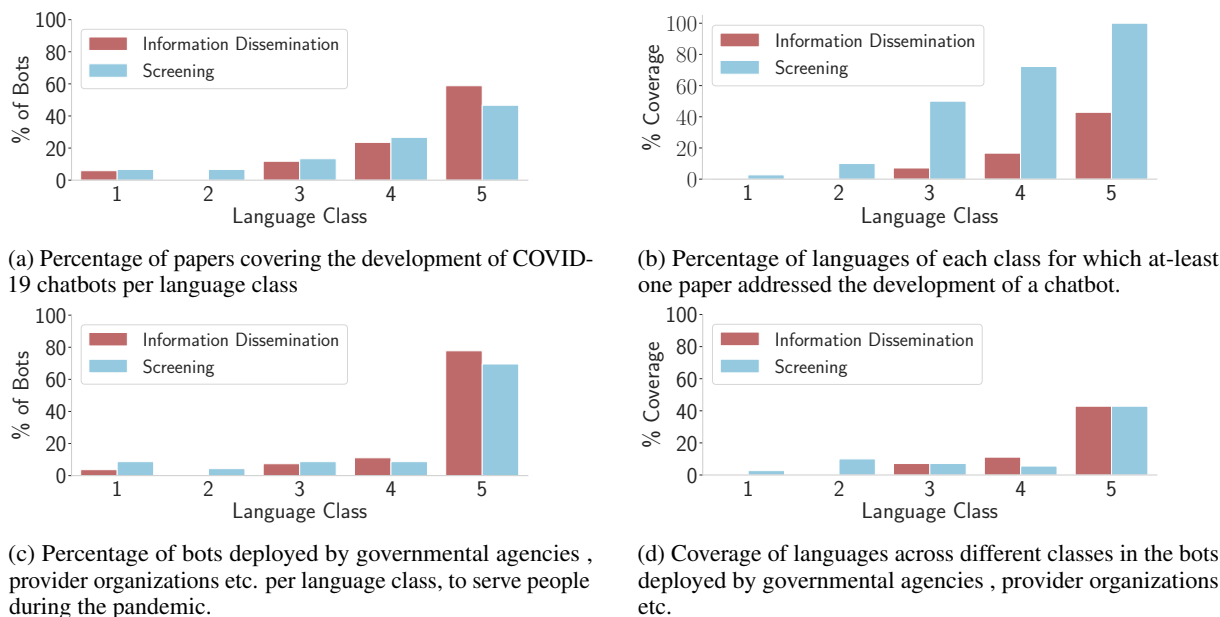 100
80
60
40
20
0
% of Bots
Information Dissemination
Screening
1 2 3 4 5
Language Class
(a) Percentage of papers covering the development of COVID-
19 chatbots per language class
100
80
60
40
20
0
% Coverage
Information Dissemination
Screening
1 2 3 4 5
Language Class
(b) Percentage of languages of each class for which at-least
one paper addressed the development of a chatbot.
100
80
60
40
20
0
% of Bots
Information Dissemination
Screening
1 2 3 4 5
Language Class
(c) Percentage of bots deployed by governmental agencies ,
provider organizations etc. per language class, to serve people
during the pandemic.
100
80
60
40
20
0
% Coverage
Information Dissemination
Screening
1 2 3 4 5
Language Class
(d) Coverage of languages across different classes in the bots
deployed by governmental agencies , provider organizations
etc.